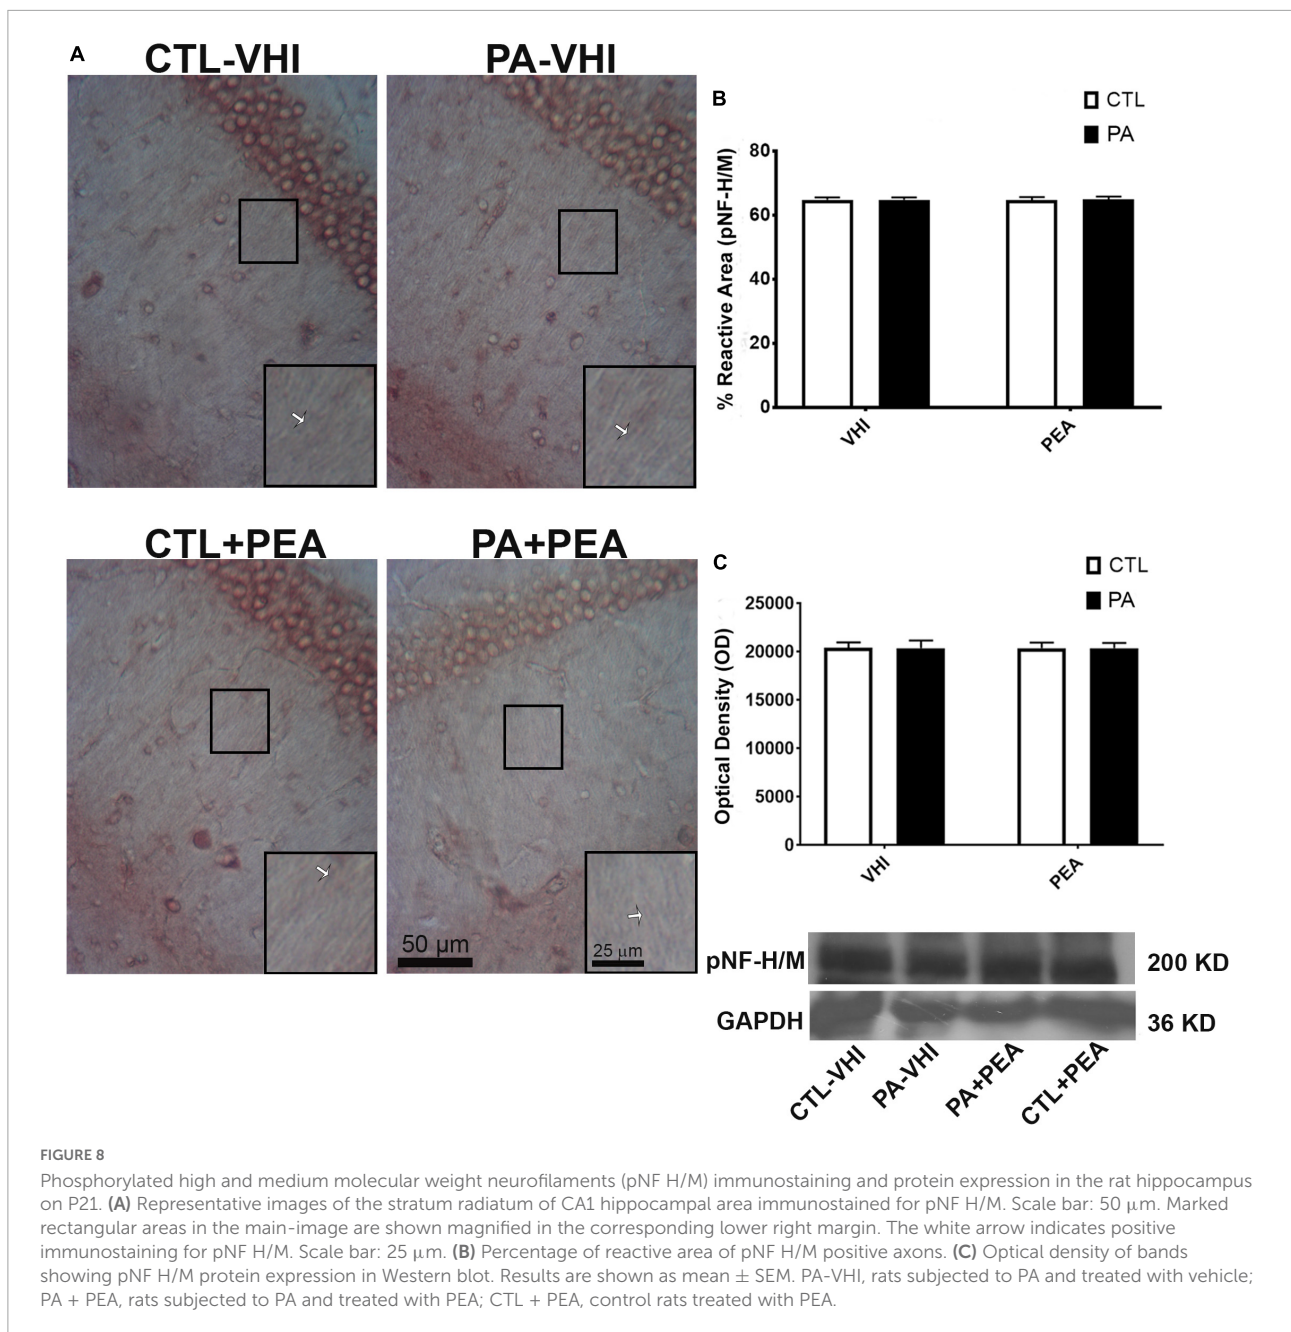 A
CTL-VHI
PA-VHI
CTL+PEA
PA+PEA
50 µm
25 µm
B
CTL
PA
% Reactive Area (pNF-H/M)
80
60
40
20
0
VHI
PEA
C
CTL
PA
Optical Density (OD)
25000
20000
15000
10000
5000
0
VHI
PEA
pNF-H/M
200 KD
GAPDH
36 KD
CTL-VHI
PA-VHI
PA+PEA
CTL+PEA
FIGURE 8
Phosphorylated high and medium molecular weight neurofilaments (pNF H/M) immunostaining and protein expression in the rat hippocampus
on P21. (A) Representative images of the stratum radiatum of CA1 hippocampal area immunostained for pNF H/M. Scale bar: 50 µm. Marked
rectangular areas in the main-image are shown magnified in the corresponding lower right margin. The white arrow indicates positive
immunostaining for pNF H/M. Scale bar: 25 µm. (B) Percentage of reactive area of pNF H/M positive axons. (C) Optical density of bands
showing pNF H/M protein expression in Western blot. Results are shown as mean ± SEM. PA-VHI, rats subjected to PA and treated with vehicle;
PA + PEA, rats subjected to PA and treated with PEA; CTL + PEA, control rats treated with PEA.